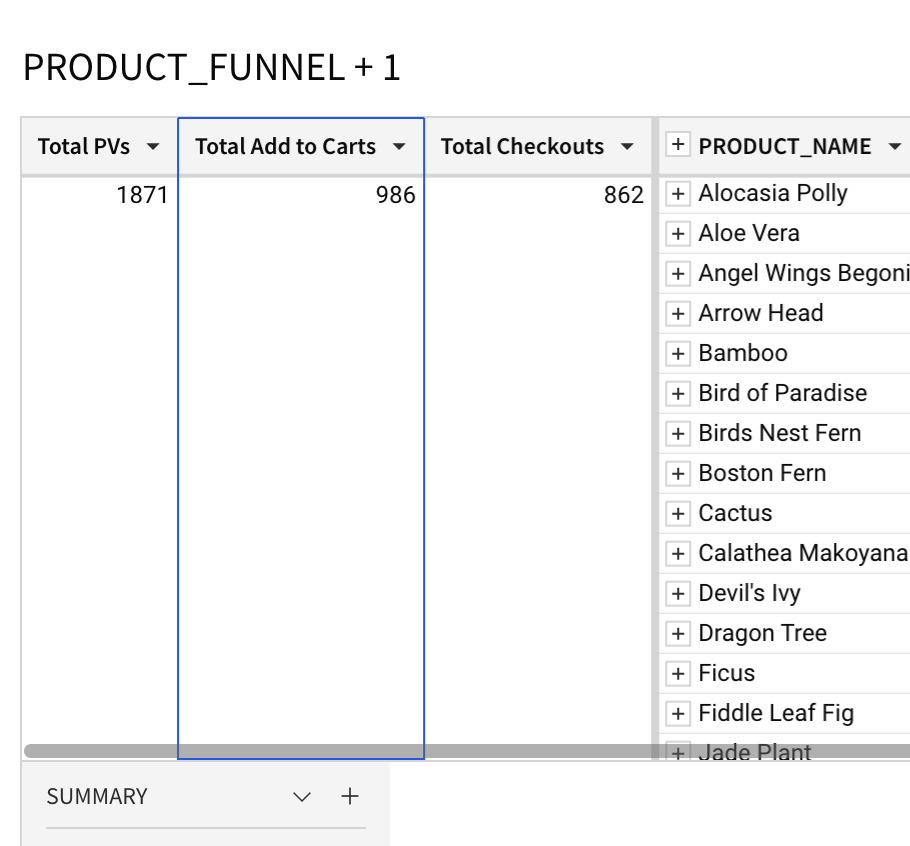 PRODUCT_FUNNEL + 1
Total PVs Total Add to Carts Total Checkouts PRODUCT_NAME
1871 986 862 Alocasia Polly
Aloe Vera
Angel Wings Begoni
Arrow Head
Bamboo
Bird of Paradise
Birds Nest Fern
Boston Fern
Cactus
Calathea Makoyana
Devil's Ivy
Dragon Tree
Ficus
Fiddle Leaf Fig
Jade Plant
SUMMARY